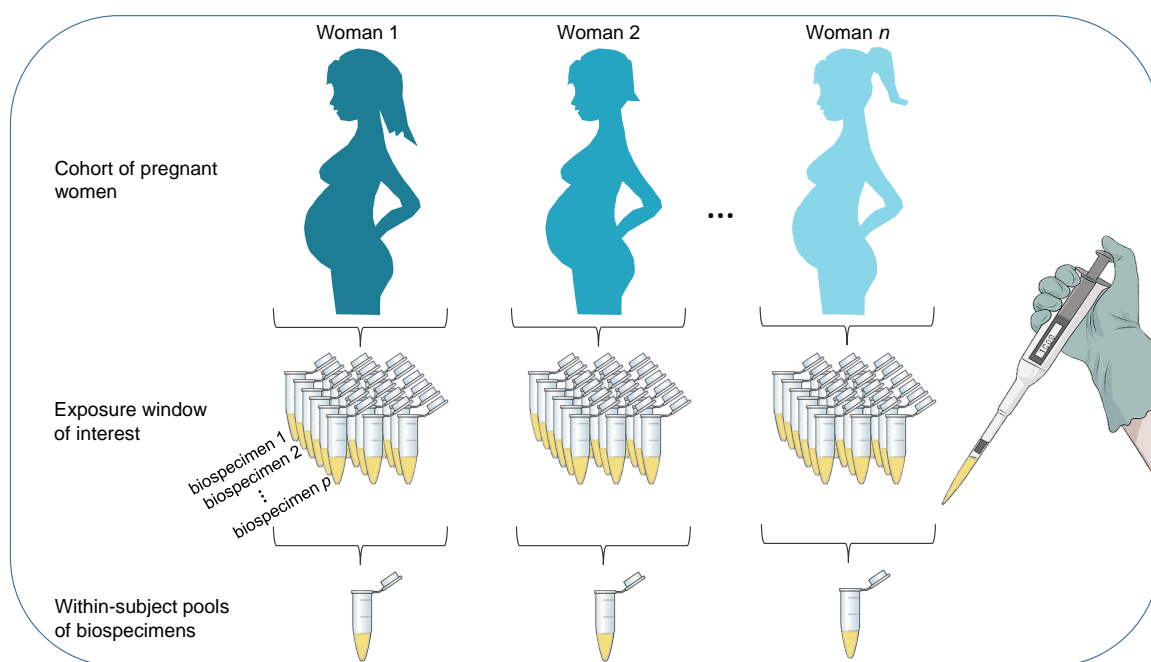 Woman 1
Woman 2
Woman n
Cohort of pregnant
women
...
Exposure window
of interest
biospecimen 1
biospecimen 2
...
biospecimen p
1000
Within-subject pools
of biospecimens